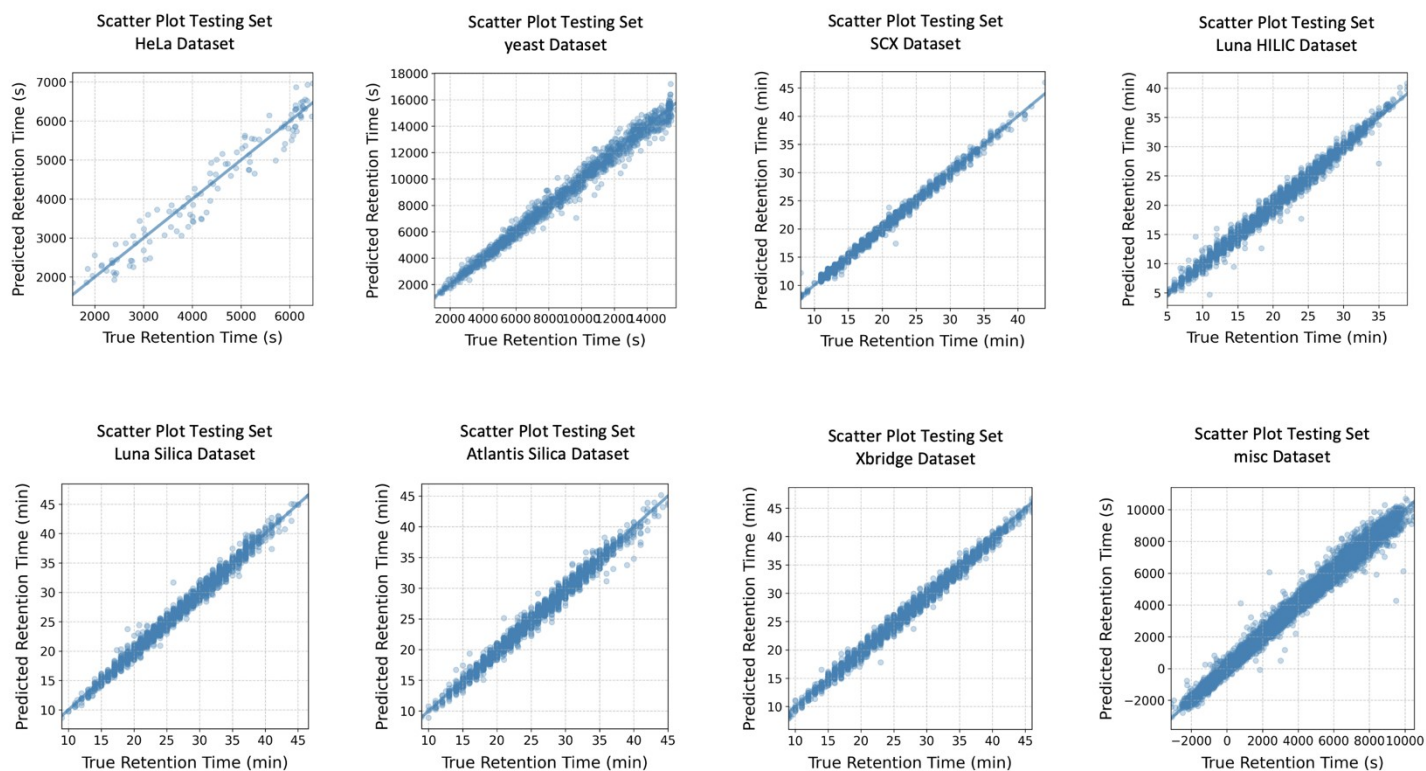 Scatter Plot Testing Set
HeLa Dataset
7000
6000
5000
4000
3000
2000
Predicted Retention Time (s)
2000 3000 4000 5000 6000
True Retention Time (s)
Scatter Plot Testing Set
yeast Dataset
18000
16000
14000
12000
10000
8000
6000
4000
2000
Predicted Retention Time (s)
2000 4000 6000 8000 10000 12000 14000
True Retention Time (s)
Scatter Plot Testing Set
SCX Dataset
45
40
35
30
25
20
15
10
Predicted Retention Time (min)
10 15 20 25 30 35 40
True Retention Time (min)
Scatter Plot Testing Set
Luna HILIC Dataset
40
35
30
25
20
15
10
5
Predicted Retention Time (min)
5 10 15 20 25 30 35
True Retention Time (min)
Scatter Plot Testing Set
Luna Silica Dataset
45
40
35
30
25
20
15
10
Predicted Retention Time (min)
10 15 20 25 30 35 40 45
True Retention Time (min)
Scatter Plot Testing Set
Atlantis Silica Dataset
45
40
35
30
25
20
15
10
Predicted Retention Time (min)
10 15 20 25 30 35 40 45
True Retention Time (min)
Scatter Plot Testing Set
Xbridge Dataset
45
40
35
30
25
20
15
10
Predicted Retention Time (min)
10 15 20 25 30 35 40 45
True Retention Time (min)
Scatter Plot Testing Set
misc Dataset
10000
8000
6000
4000
2000
0
−2000
Predicted Retention Time (s)
−2000 0 2000 4000 6000 8000 10000
True Retention Time (s)